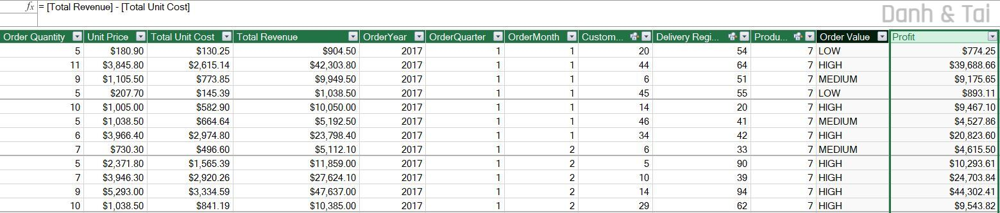 fx = [Total Revenue] - [Total Unit Cost]
Danh & Tai
Order Quantity Unit Price Total Unit Cost Total Revenue OrderYear OrderQuarter OrderMonth Custom... Delivery Regi... Produ... Order Value Profit
5 $180.90 $130.25 $904.50 2017 1 1 20 54 7 LOW $774.25
11 $3,845.80 $2,615.14 $42,303.80 2017 1 1 44 64 7 HIGH $39,688.66
9 $1,105.50 $773.85 $9,949.50 2017 1 1 6 51 7 MEDIUM $9,175.65
5 $207.70 $145.39 $1,038.50 2017 1 1 45 55 7 LOW $893.11
10 $1,005.00 $582.90 $10,050.00 2017 1 1 14 20 7 HIGH $9,467.10
5 $1,038.50 $664.64 $5,192.50 2017 1 1 46 41 7 MEDIUM $4,527.86
6 $3,966.40 $2,974.80 $23,798.40 2017 1 1 34 42 7 HIGH $20,823.60
7 $730.30 $496.60 $5,112.10 2017 1 2 6 33 7 MEDIUM $4,615.50
5 $2,371.80 $1,565.39 $11,859.00 2017 1 2 5 90 7 HIGH $10,293.61
7 $3,946.30 $2,920.26 $27,624.10 2017 1 2 10 39 7 HIGH $24,703.84
9 $5,293.00 $3,334.59 $47,637.00 2017 1 2 14 94 7 HIGH $44,302.41
10 $1,038.50 $841.19 $10,385.00 2017 1 2 29 62 7 HIGH $9,543.82